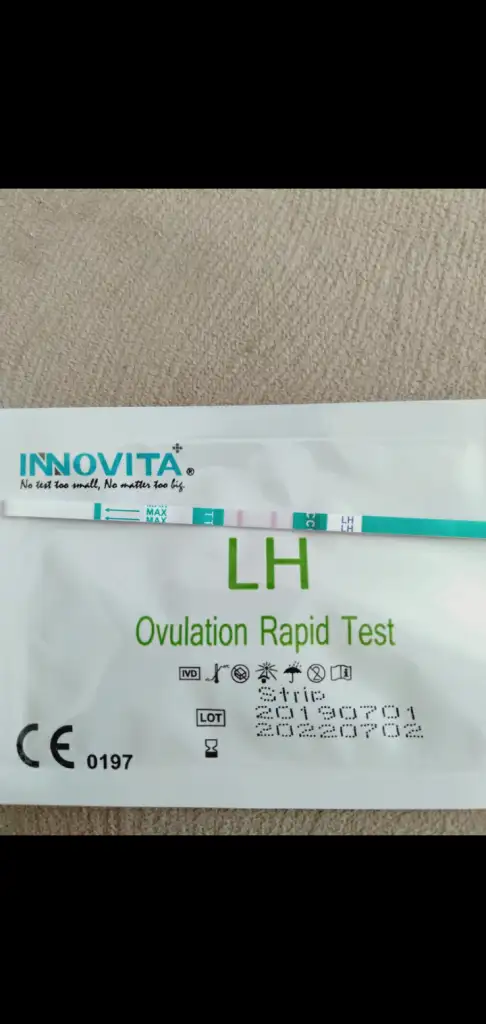 INNOVITA®
No test too small, No matter too big.
MAX
MAX
T T
C C
LH
LH
LH
Ovulation Rapid Test
IVD
Strip
LOT 20190701
20220702
CE 0197